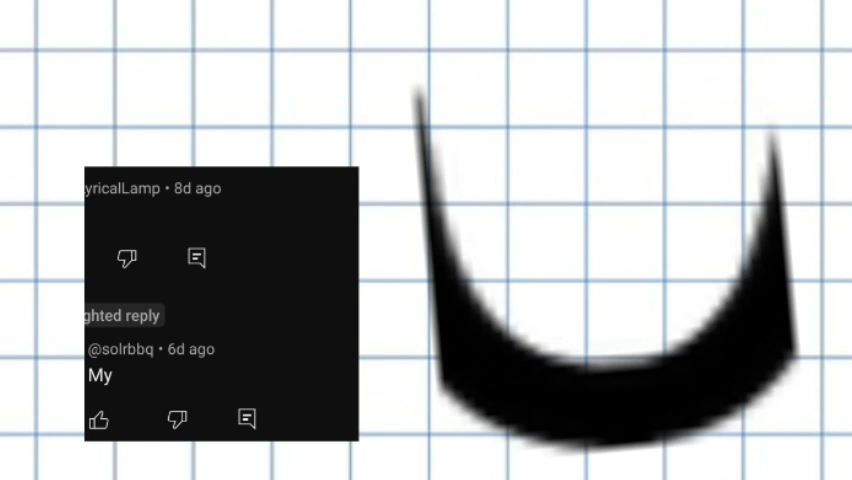 yricalLamp • 8d ago
ghted reply
@solrbbq • 6d ago
My